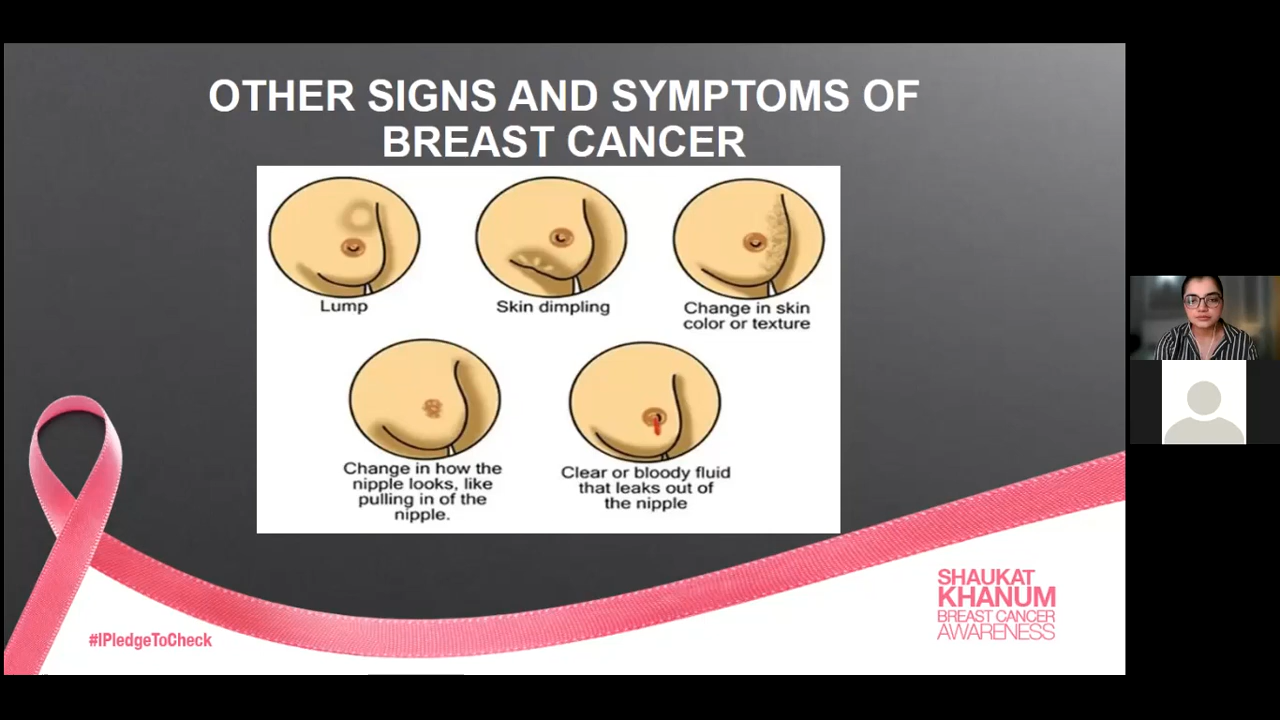 OTHER SIGNS AND SYMPTOMS OF
BREAST CANCER
Lump
Skin dimpling
Change in skin
color or texture
Change in how the
nipple looks, like
pulling in of the
nipple.
Clear or bloody fluid
that leaks out of
the nipple
#IPledgeToCheck
SHAUKAT
KHANUM
BREAST CANCER
AWARENESS